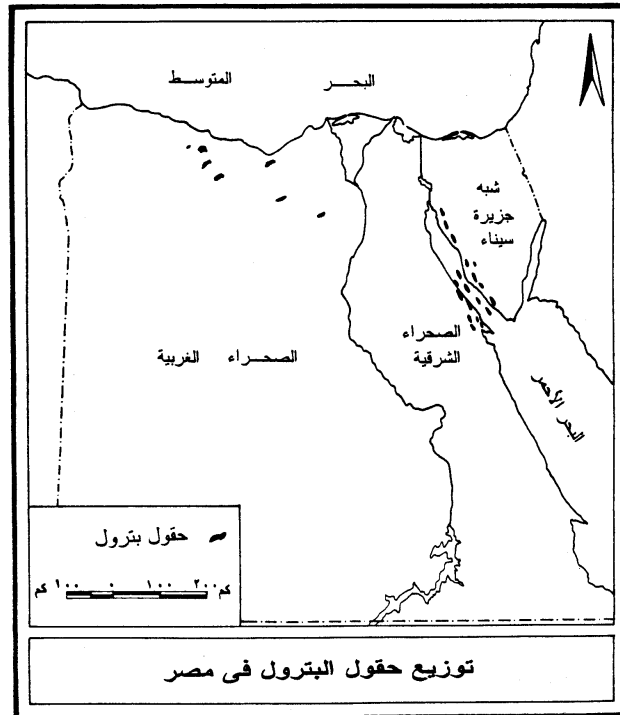 البحر المتوسط
شبه
جزيرة
سيناء
الصحراء
الشرقية
الصحراء الغربية
البحر الأحمر
حقول بترول
كم ١٠٠ ٠ ١٠٠ ٢٠٠ كم
توزيع حقول البترول فى مصر